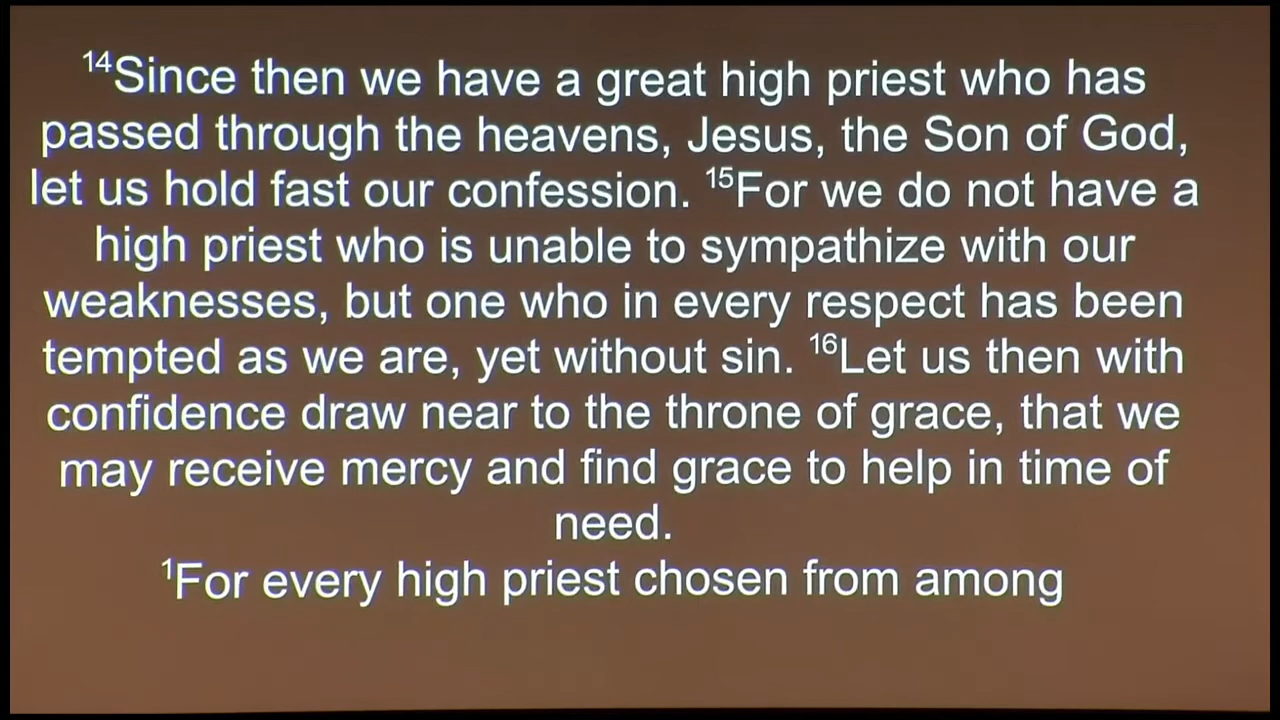 ¹⁴Since then we have a great high priest who has
passed through the heavens, Jesus, the Son of God,
let us hold fast our confession. ¹⁵For we do not have a
high priest who is unable to sympathize with our
weaknesses, but one who in every respect has been
tempted as we are, yet without sin. ¹⁶Let us then with
confidence draw near to the throne of grace, that we
may receive mercy and find grace to help in time of
need.
¹For every high priest chosen from among